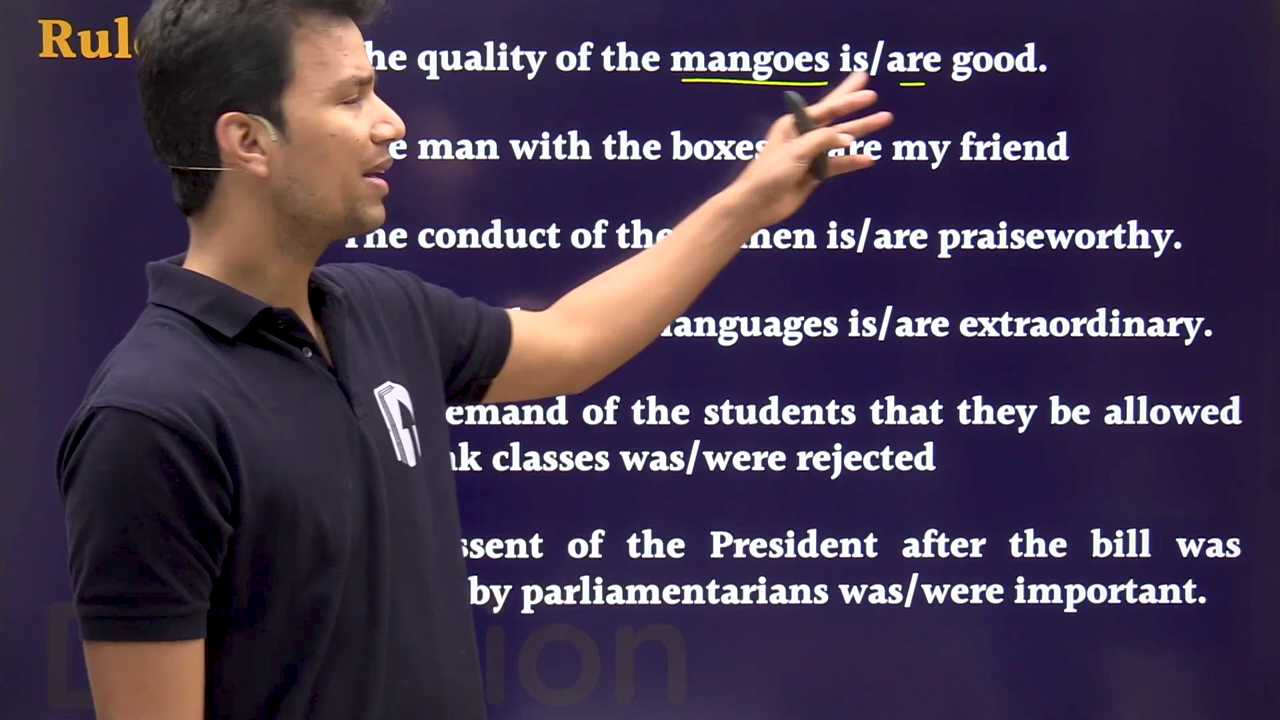 Rul
he quality of the mangoes is/are good.
e man with the boxes are my friend
The conduct of the men is/are praiseworthy.
languages is/are extraordinary.
emand of the students that they be allowed
nk classes was/were rejected
ssent of the President after the bill was
by parliamentarians was/were important.